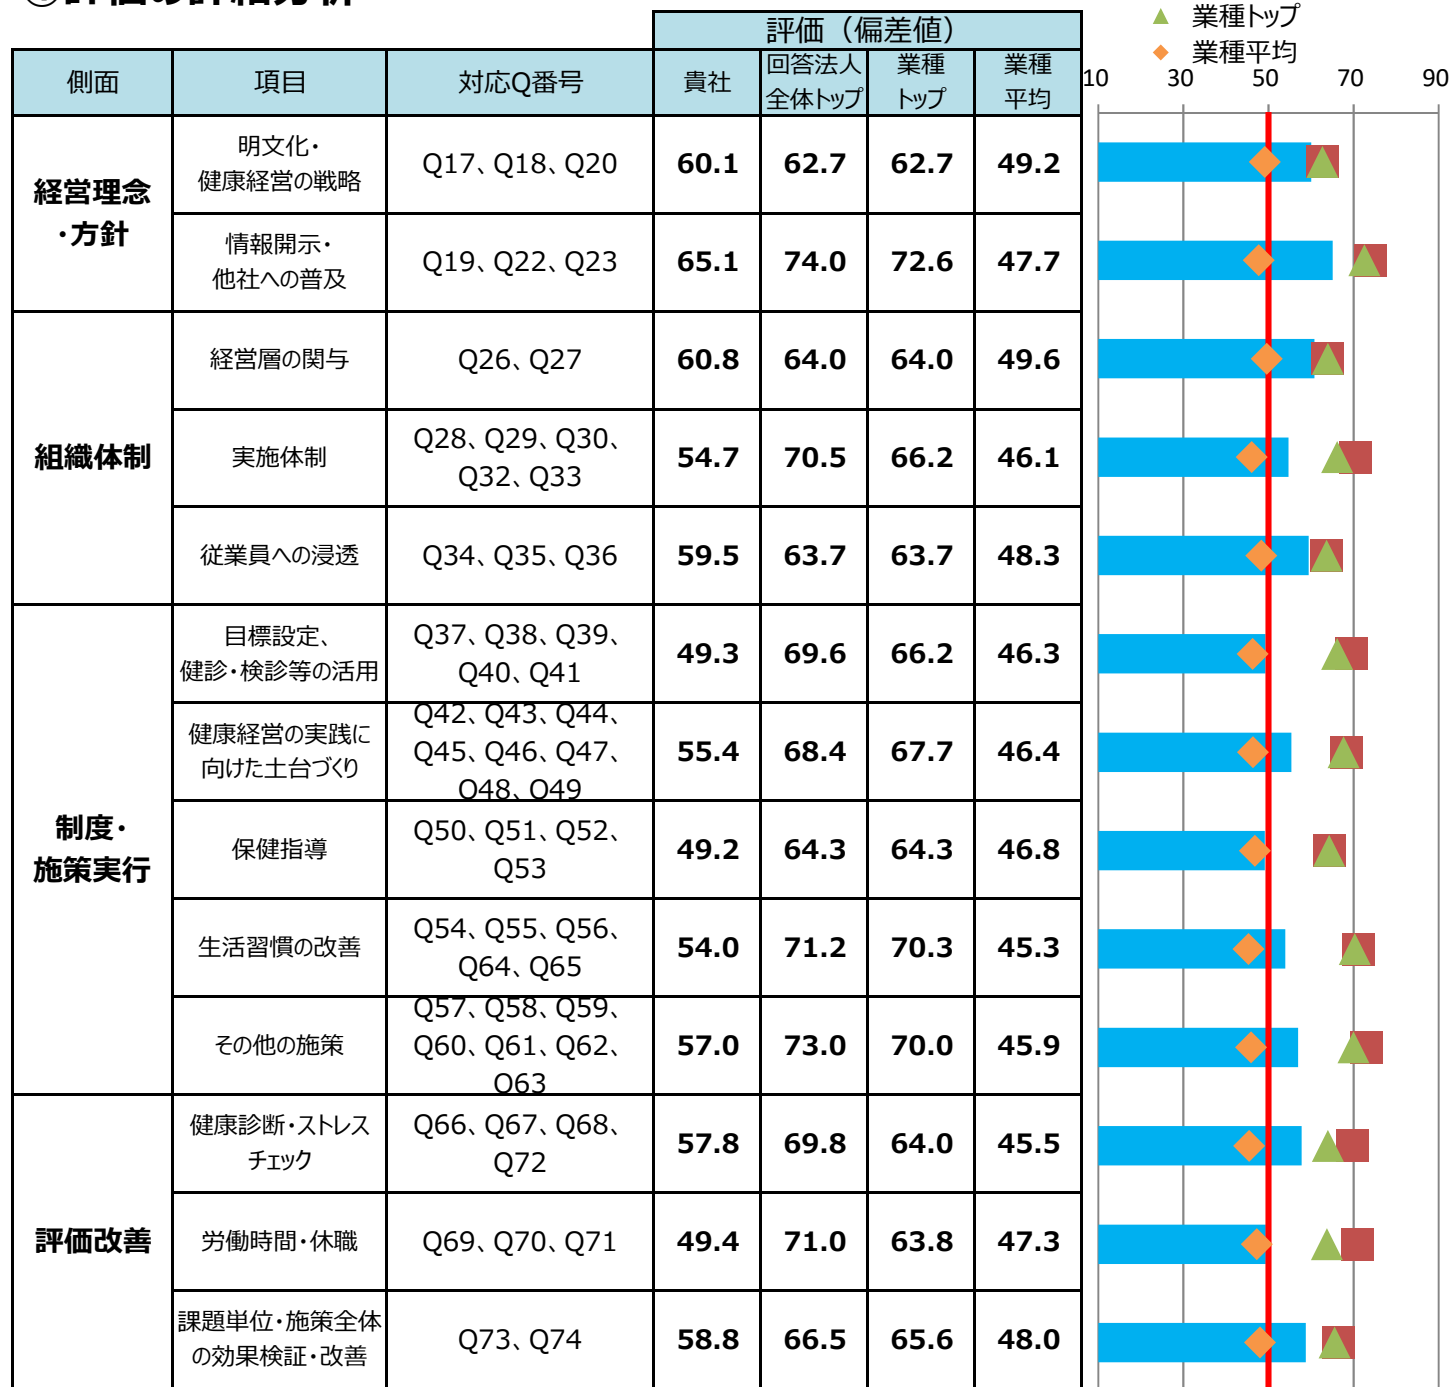 評価（偏差値）
▲ 業種トップ
◆ 業種平均
側面 項目 対応Q番号 貴社 回答法人 業種 業種
全体トップ トップ 平均
10 30 50 70 90
経営理念
・方針
明文化・
健康経営の戦略
Q17、Q18、Q20 60.1 62.7 62.7 49.2
情報開示・
他社への普及
Q19、Q22、Q23 65.1 74.0 72.6 47.7
組織体制
経営層の関与 Q26、Q27 60.8 64.0 64.0 49.6
実施体制
Q28、Q29、Q30、
Q32、Q33
54.7 70.5 66.2 46.1
従業員への浸透 Q34、Q35、Q36 59.5 63.7 63.7 48.3
制度・
施策実行
目標設定、
健診・検診等の活用
Q37、Q38、Q39、
Q40、Q41
49.3 69.6 66.2 46.3
健康経営の実践に
向けた土台づくり
Q42、Q43、Q44、
Q45、Q46、Q47、
Q48、Q49
55.4 68.4 67.7 46.4
保健指導
Q50、Q51、Q52、
Q53
49.2 64.3 64.3 46.8
生活習慣の改善
Q54、Q55、Q56、
Q64、Q65
54.0 71.2 70.3 45.3
その他の施策
Q57、Q58、Q59、
Q60、Q61、Q62、
Q63
57.0 73.0 70.0 45.9
評価改善
健康診断・ストレス
チェック
Q66、Q67、Q68、
Q72
57.8 69.8 64.0 45.5
労働時間・休職 Q69、Q70、Q71 49.4 71.0 63.8 47.3
課題単位・施策全体
の効果検証・改善
Q73、Q74 58.8 66.5 65.6 48.0